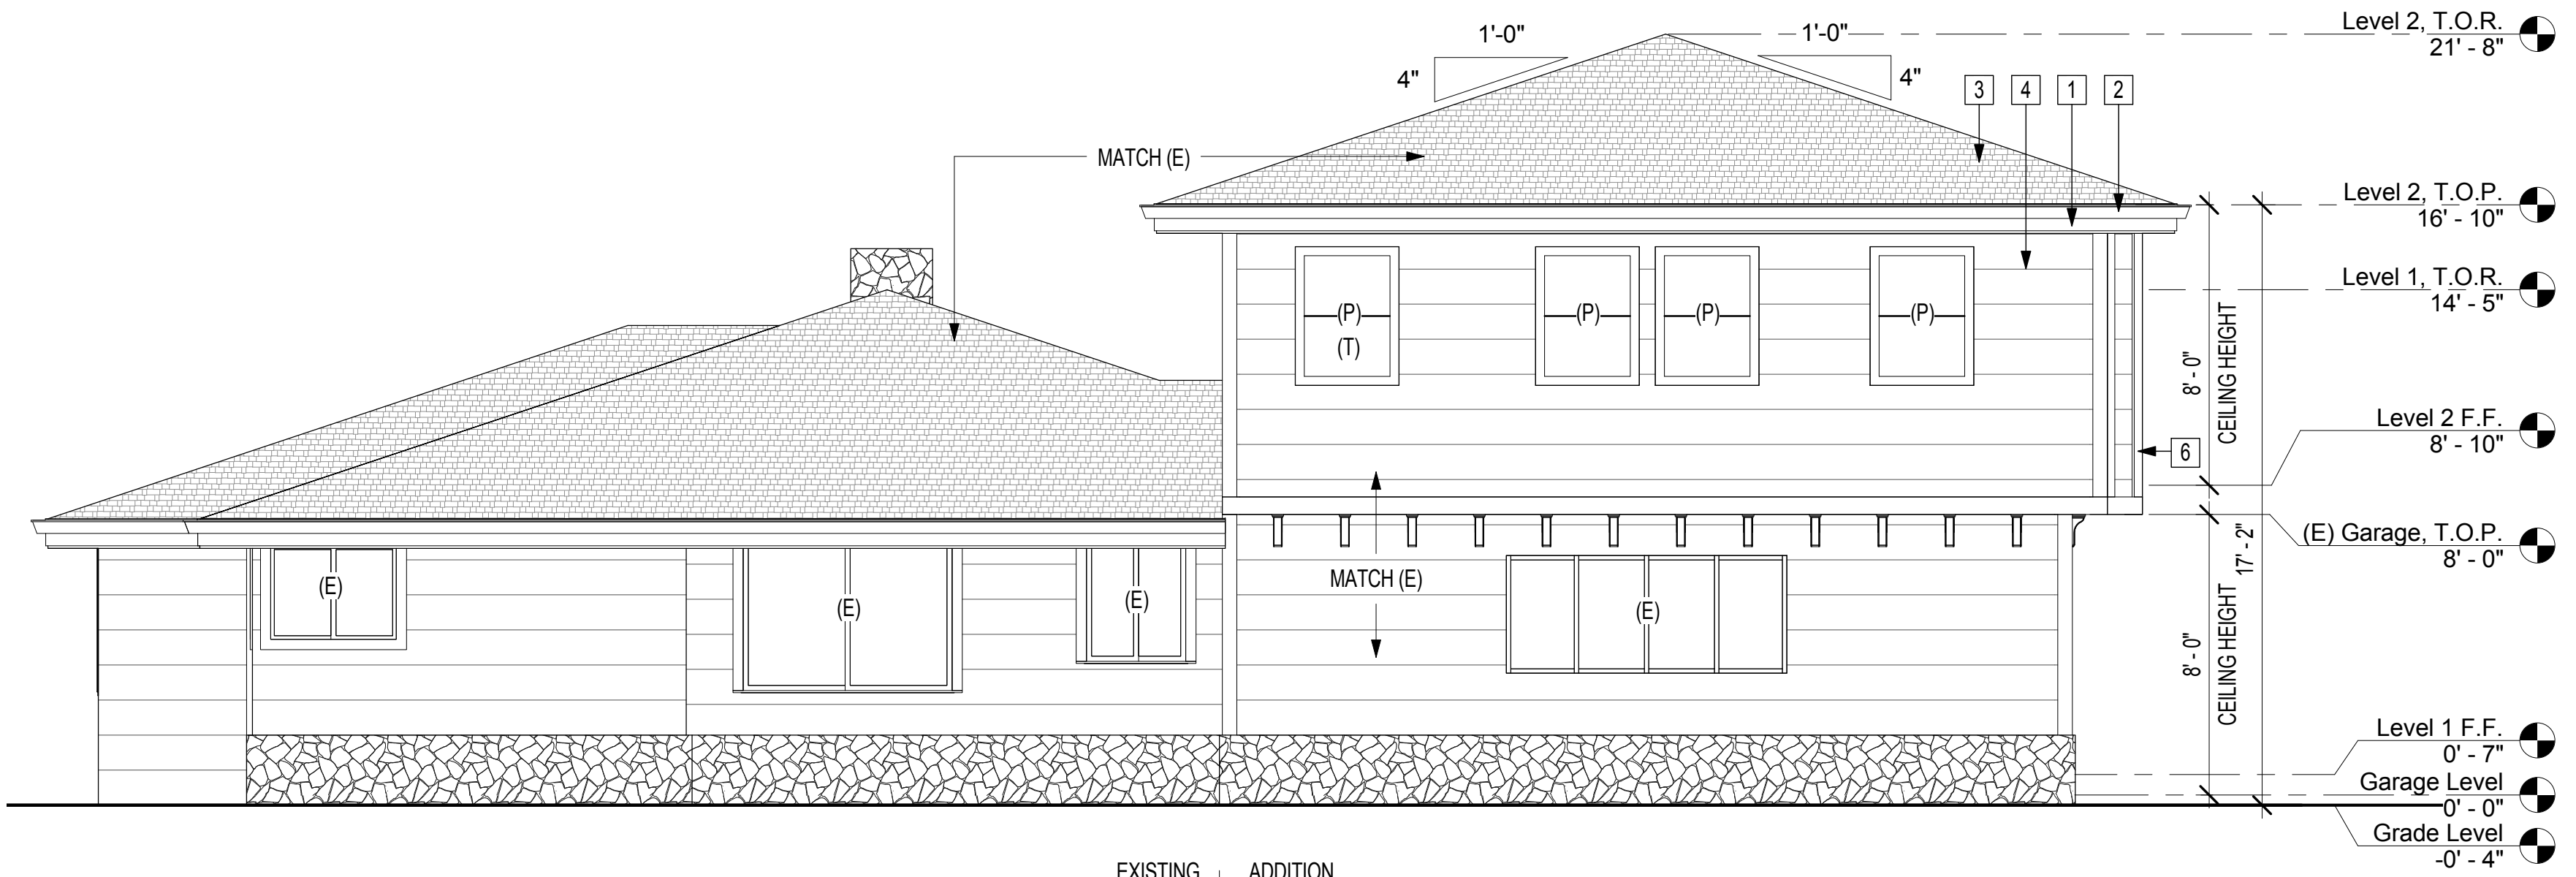 Level 2, T.O.R.
21' - 8"
1'-0"
1'-0"
4"
4"
3
4
1
2
MATCH (E)
Level 2, T.O.P.
16' - 10"
Level 1, T.O.R.
14' - 5"
(P)
(T)
(P)
(P)
(P)
8' - 0"
CEILING HEIGHT
Level 2 F.F.
8' - 10"
6
(E) Garage, T.O.P.
8' - 0"
17' - 2"
MATCH (E)
(E)
(E)
(E)
(E)
8' - 0"
CEILING HEIGHT
Level 1 F.F.
0' - 7"
Garage Level
0' - 0"
Grade Level
-0' - 4"
EXISTING
ADDITION